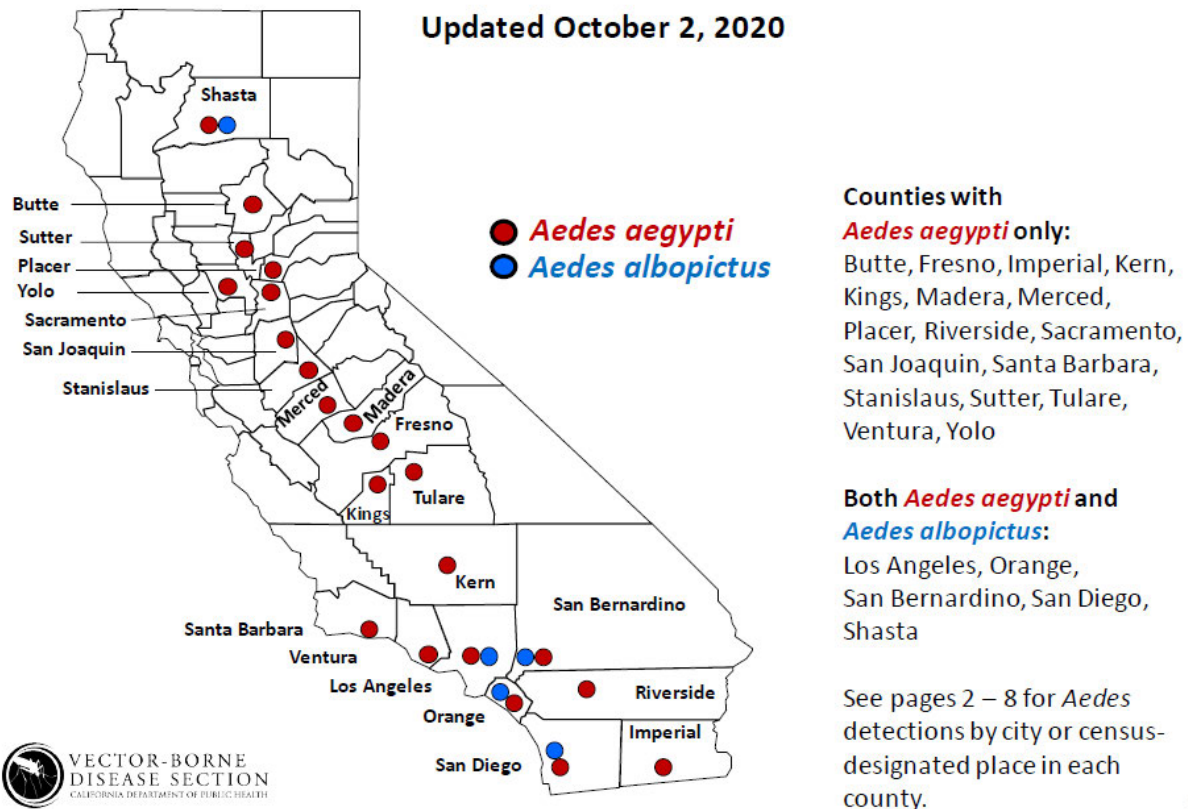 Updated October 2, 2020
Shasta
Butte
Sutter
Placer
Yolo
Sacramento
San Joaquin
Stanislaus
Merced
Madera
Fresno
Tulare
Kings
Kern
San Bernardino
Santa Barbara
Ventura
Los Angeles
Orange
Riverside
San Diego
Imperial
Aedes aegypti
Aedes albopictus
Counties with
Aedes aegypti only:
Butte, Fresno, Imperial, Kern,
Kings, Madera, Merced,
Placer, Riverside, Sacramento,
San Joaquin, Santa Barbara,
Stanislaus, Sutter, Tulare,
Ventura, Yolo
Both Aedes aegypti and
Aedes albopictus:
Los Angeles, Orange,
San Bernardino, San Diego,
Shasta
See pages 2 – 8 for Aedes
detections by city or census-
designated place in each
county.
VECTOR-BORNE
DISEASE SECTION
CALIFORNIA DEPARTMENT OF PUBLIC HEALTH